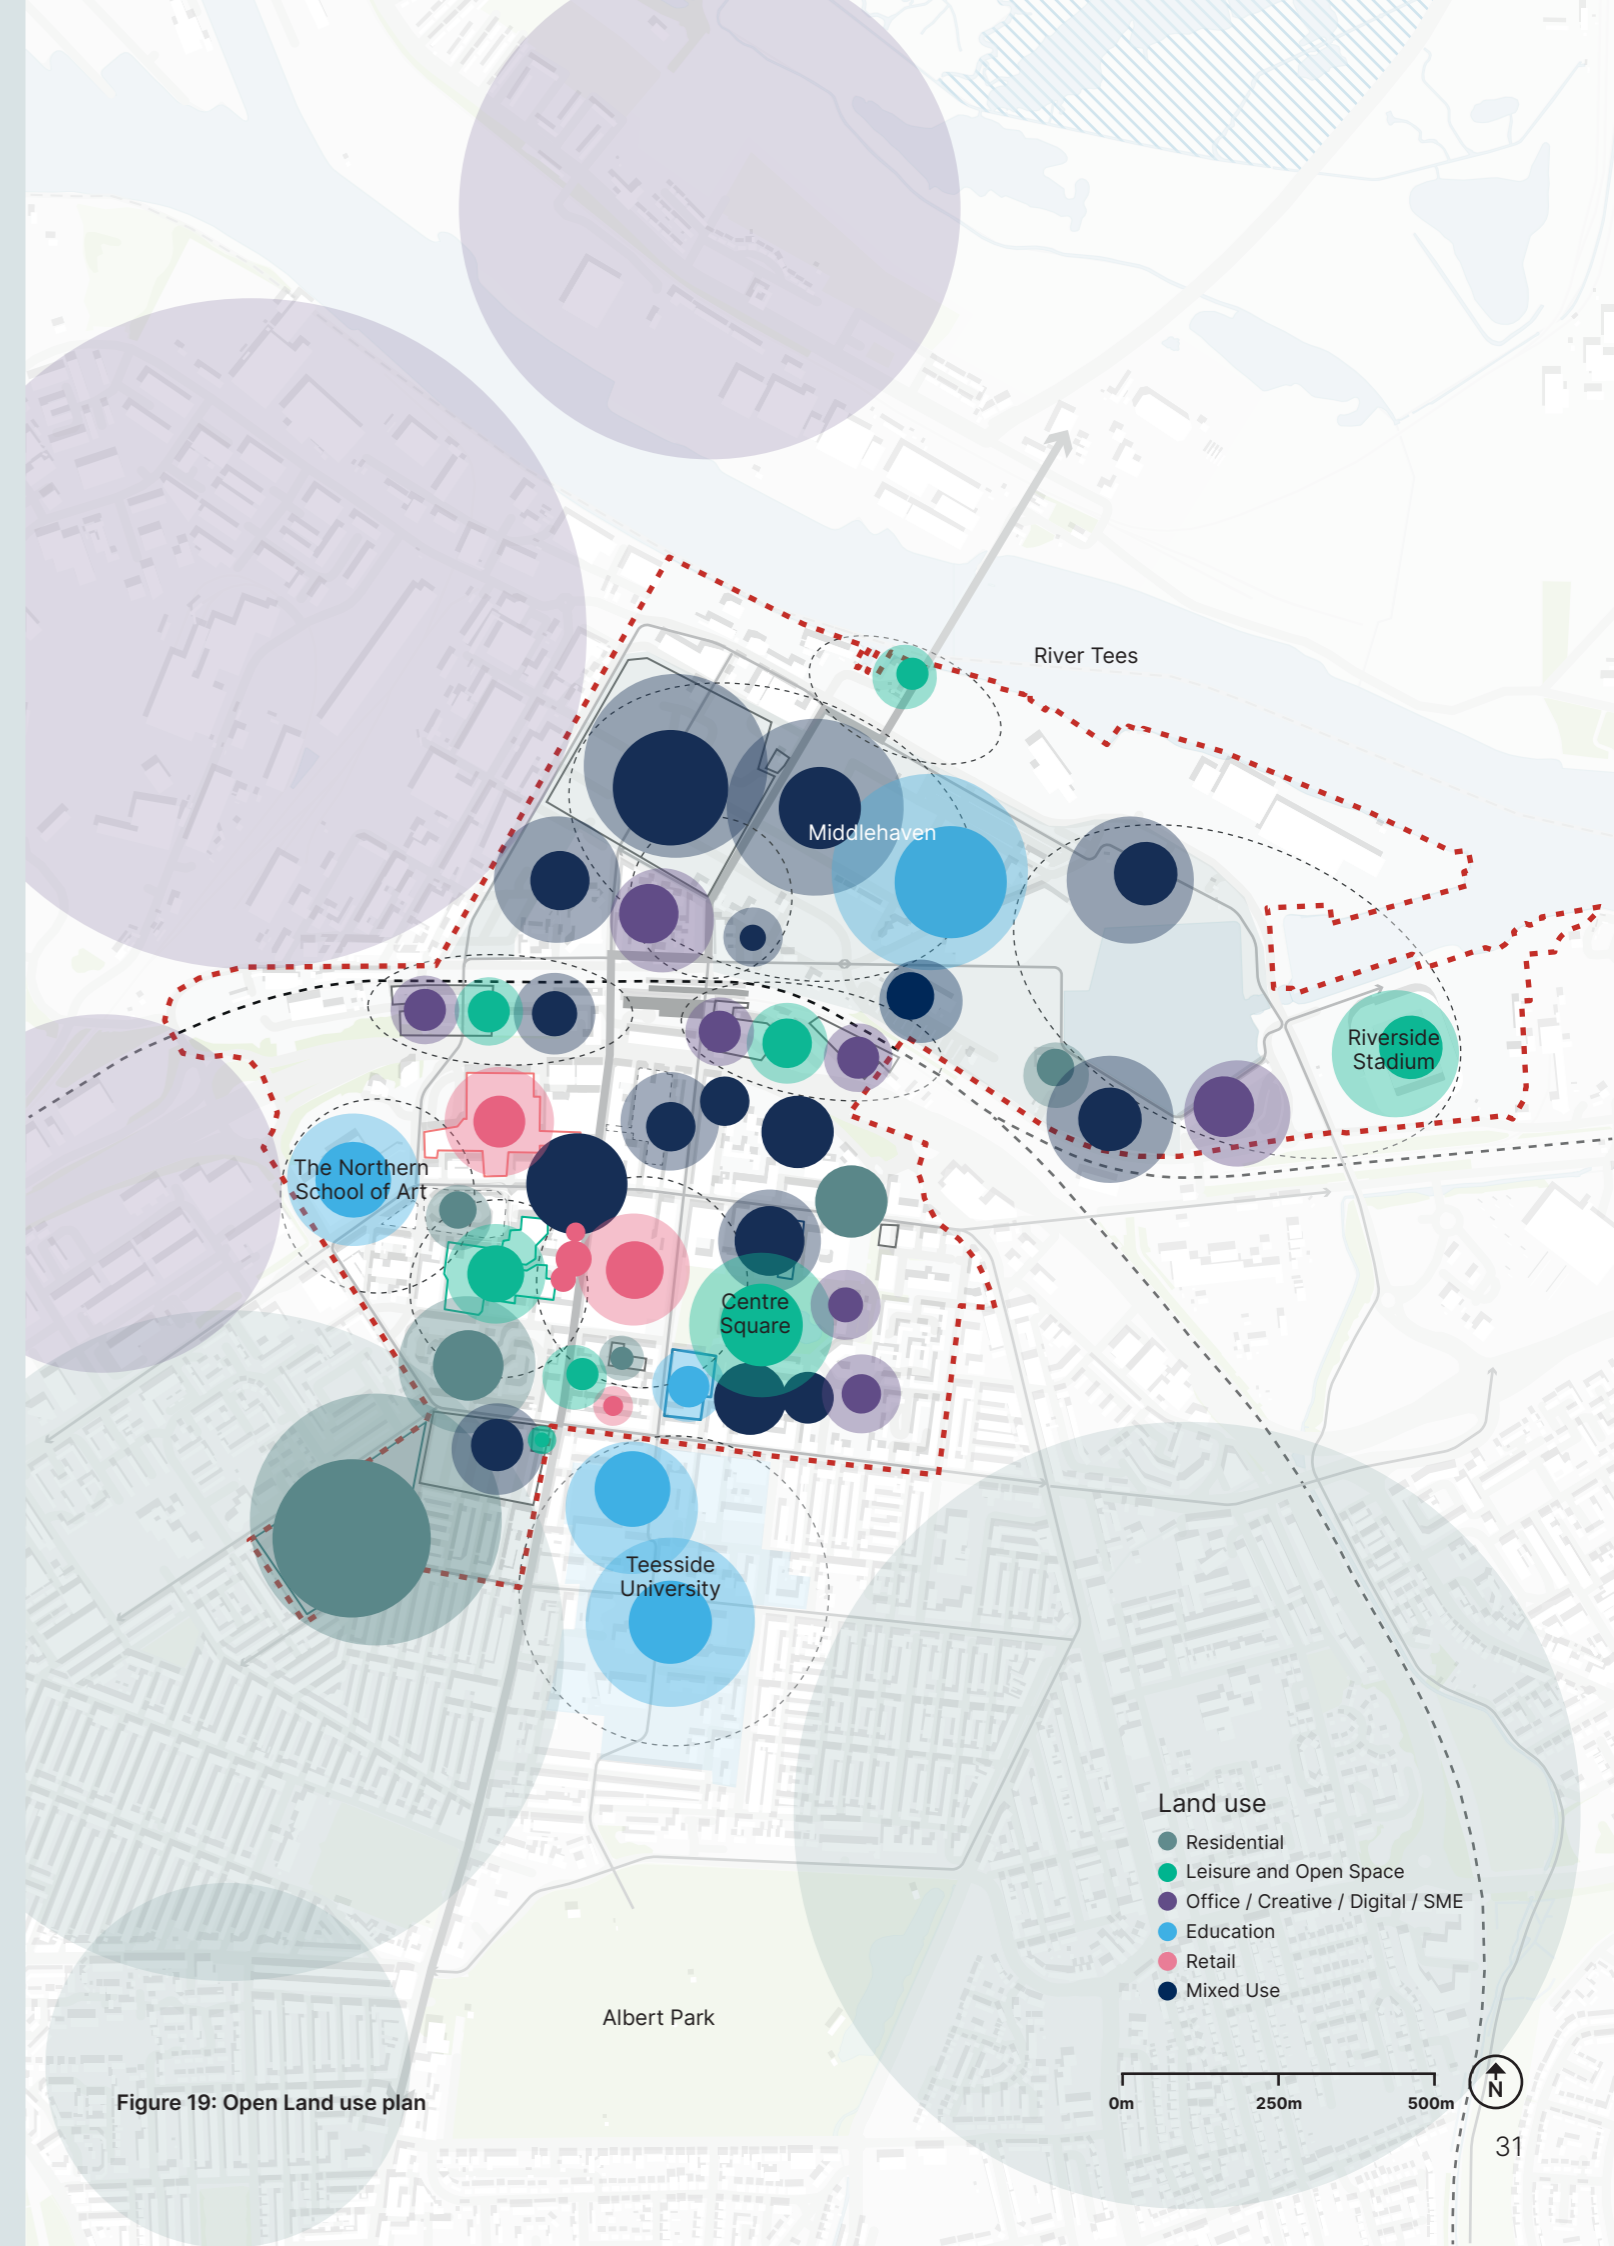 River Tees
Middlehaven
Riverside
Stadium
The Northern
School of Art
Centre
Square
Teesside
University
Land use
Residential
Leisure and Open Space
Office / Creative / Digital / SME
Education
Retail
Mixed Use
Albert Park
0m 250m 500m
N
Figure 19: Open Land use plan
31